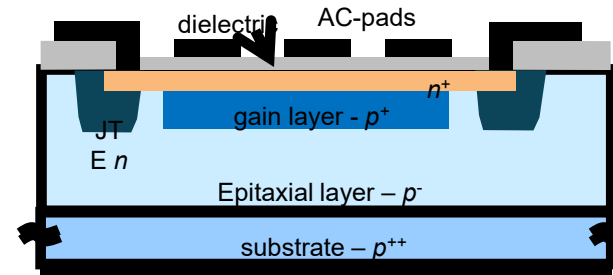 dielectric
AC-pads
n+
gain layer - p+
JT
E n
Epitaxial layer – p-
substrate – p++